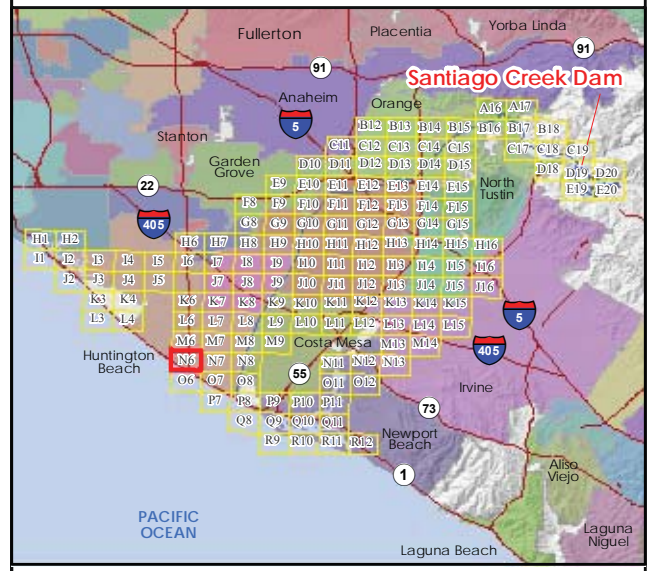 Yorba Linda
Fullerton
Placentia
91
91
Santiago Creek Dam
Anaheim
Orange
A16 A17
5
B12 B13 B14 B15 B16 B17 B18
Stanton
C11 C12 C13 C14 C15 C17 C18 C19
Garden
Grove
D10 D11 D12 D13 D14 D15 D18 D19 D20
22
E9 E10 E11 E12 E13 E14 E15 E19 E20
North
Tustin
F8 F9 F10 F11 F12 F13 F14 F15
405
G8 G9 G10 G11 G12 G13 G14 G15
H1 H2 H6 H7 H8 H9 H10 H11 H12 H13 H14 H15 H16
I1 I2 I3 I4 I5 I6 I7 I8 I9 I10 I11 I12 I13 I14 I15 I16
J2 J3 J4 J5 J7 J8 J9 J10 J11 J12 J13 J14 J15 J16
K3 K4 K6 K7 K8 K9 K10 K11 K12 K13 K14 K15
L3 L4 L6 L7 L8 L9 L10 L11 L12 L13 L14 L15
5
M6 M7 M8 M9 Costa Mesa M13 M14
405
Huntington
Beach
N6 N7 N8 N11 N12 N13
55
O6 O7 O8 O11 O12
Irvine
P7 P8 P9 P10 P11
73
Q8 Q9 Q10 Q11
Newport
Beach
R9 R10 R11 R12
1
Aliso
Viejo
PACIFIC
OCEAN
Laguna
Niguel
Laguna Beach